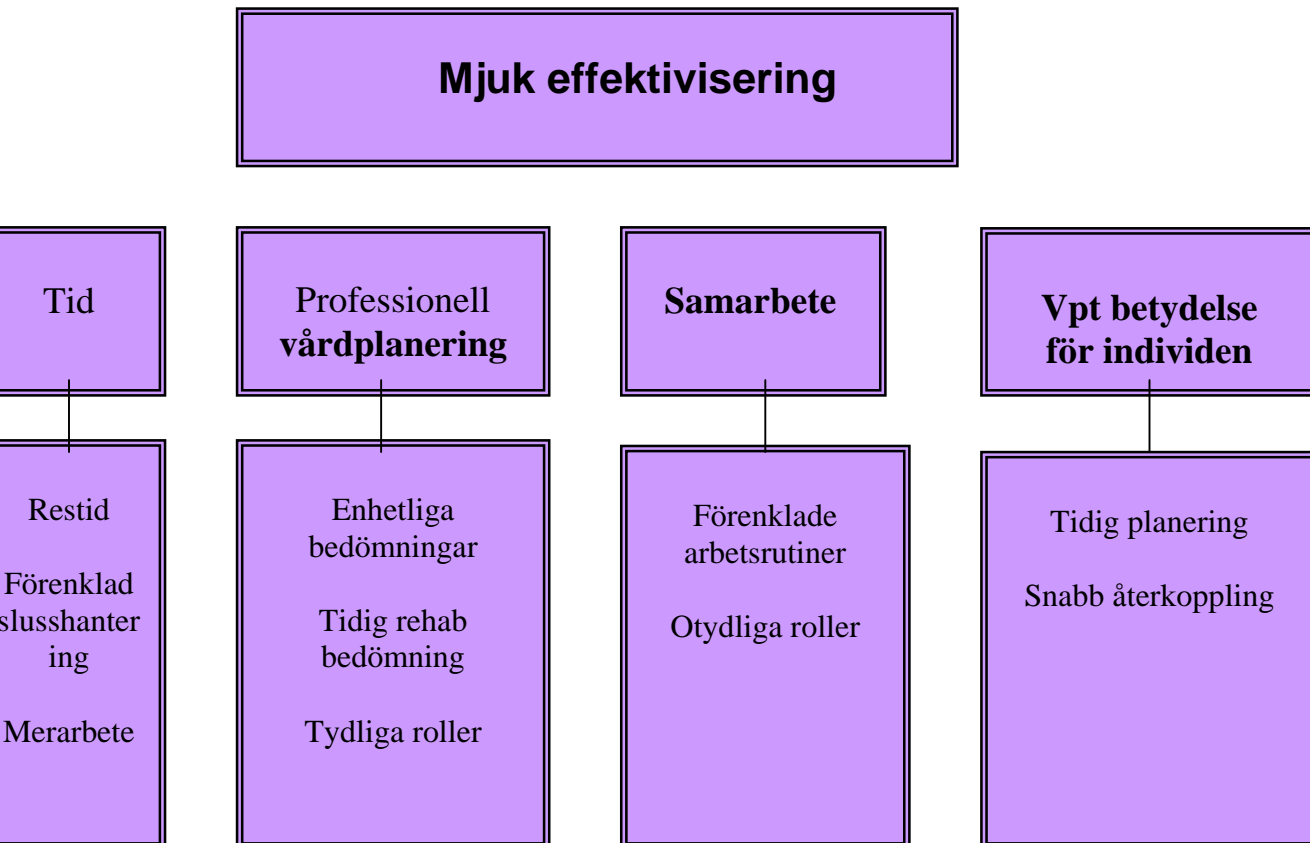 Mjuk effektivisering
Tid
Professionell
vårdplanering
Samarbete
Vpt betydelse
för individen
Restid
Förenklad
slusshanter
ing
Merarbete
Enhetliga
bedömningar
Tidig rehab
bedömning
Tydliga roller
Förenklade
arbetsrutiner
Otydliga roller
Tidig planering
Snabb återkoppling